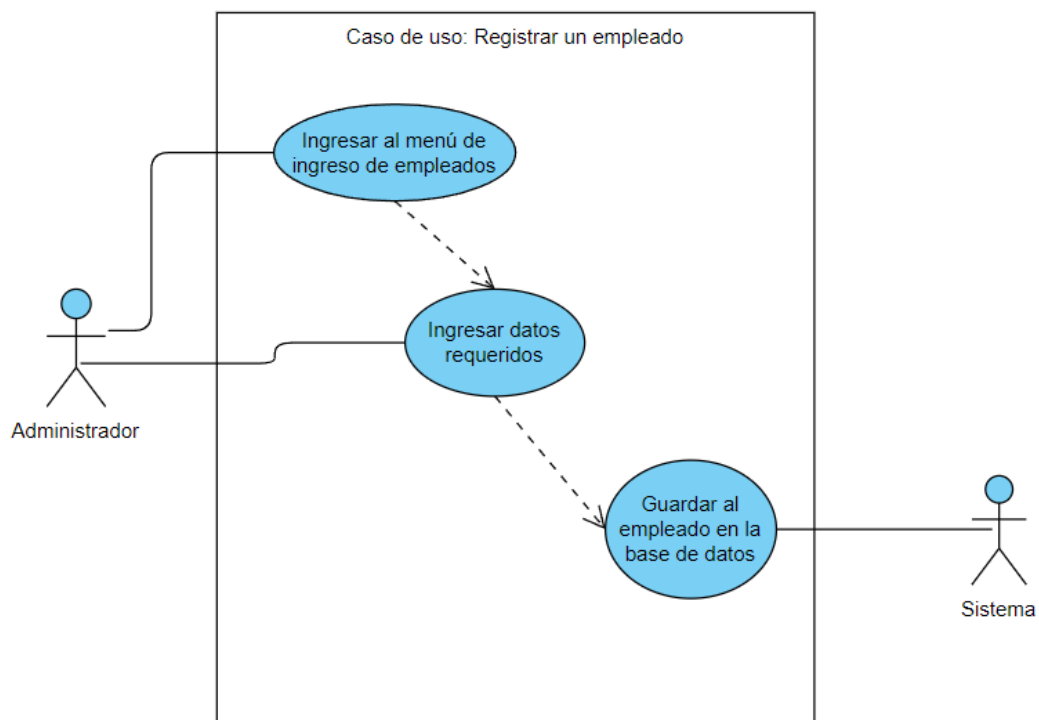 Caso de uso: Registrar un empleado
Ingresar al menú de
ingreso de empleados
Ingresar datos
requeridos
Administrador
Guardar al
empleado en la
base de datos
Sistema